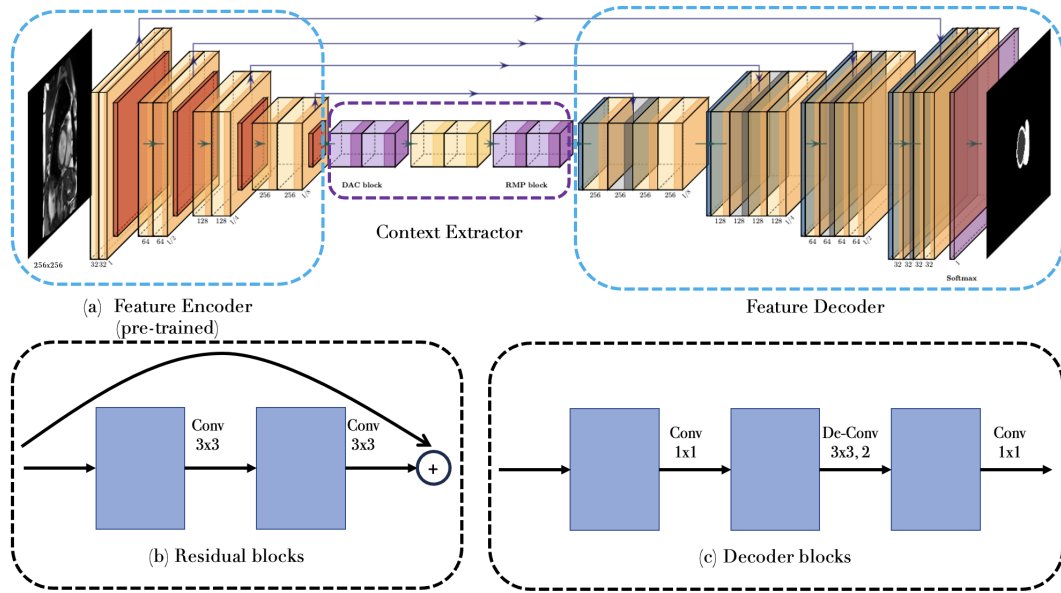 256x256
32 32 1
64 64 1/2
128 128 1/4
256 256 1/8
DAC block
RMP block
256 256 256 256 1/8
128 128 128 128 1/4
64 64 64 64 1/2
32 32 32 32 1
Softmax
Context Extractor
(a) Feature Encoder
(pre-trained)
Feature Decoder
Conv
3x3
Conv
3x3
+
(b) Residual blocks
Conv
1x1
De-Conv
3x3, 2
Conv
1x1
(c) Decoder blocks